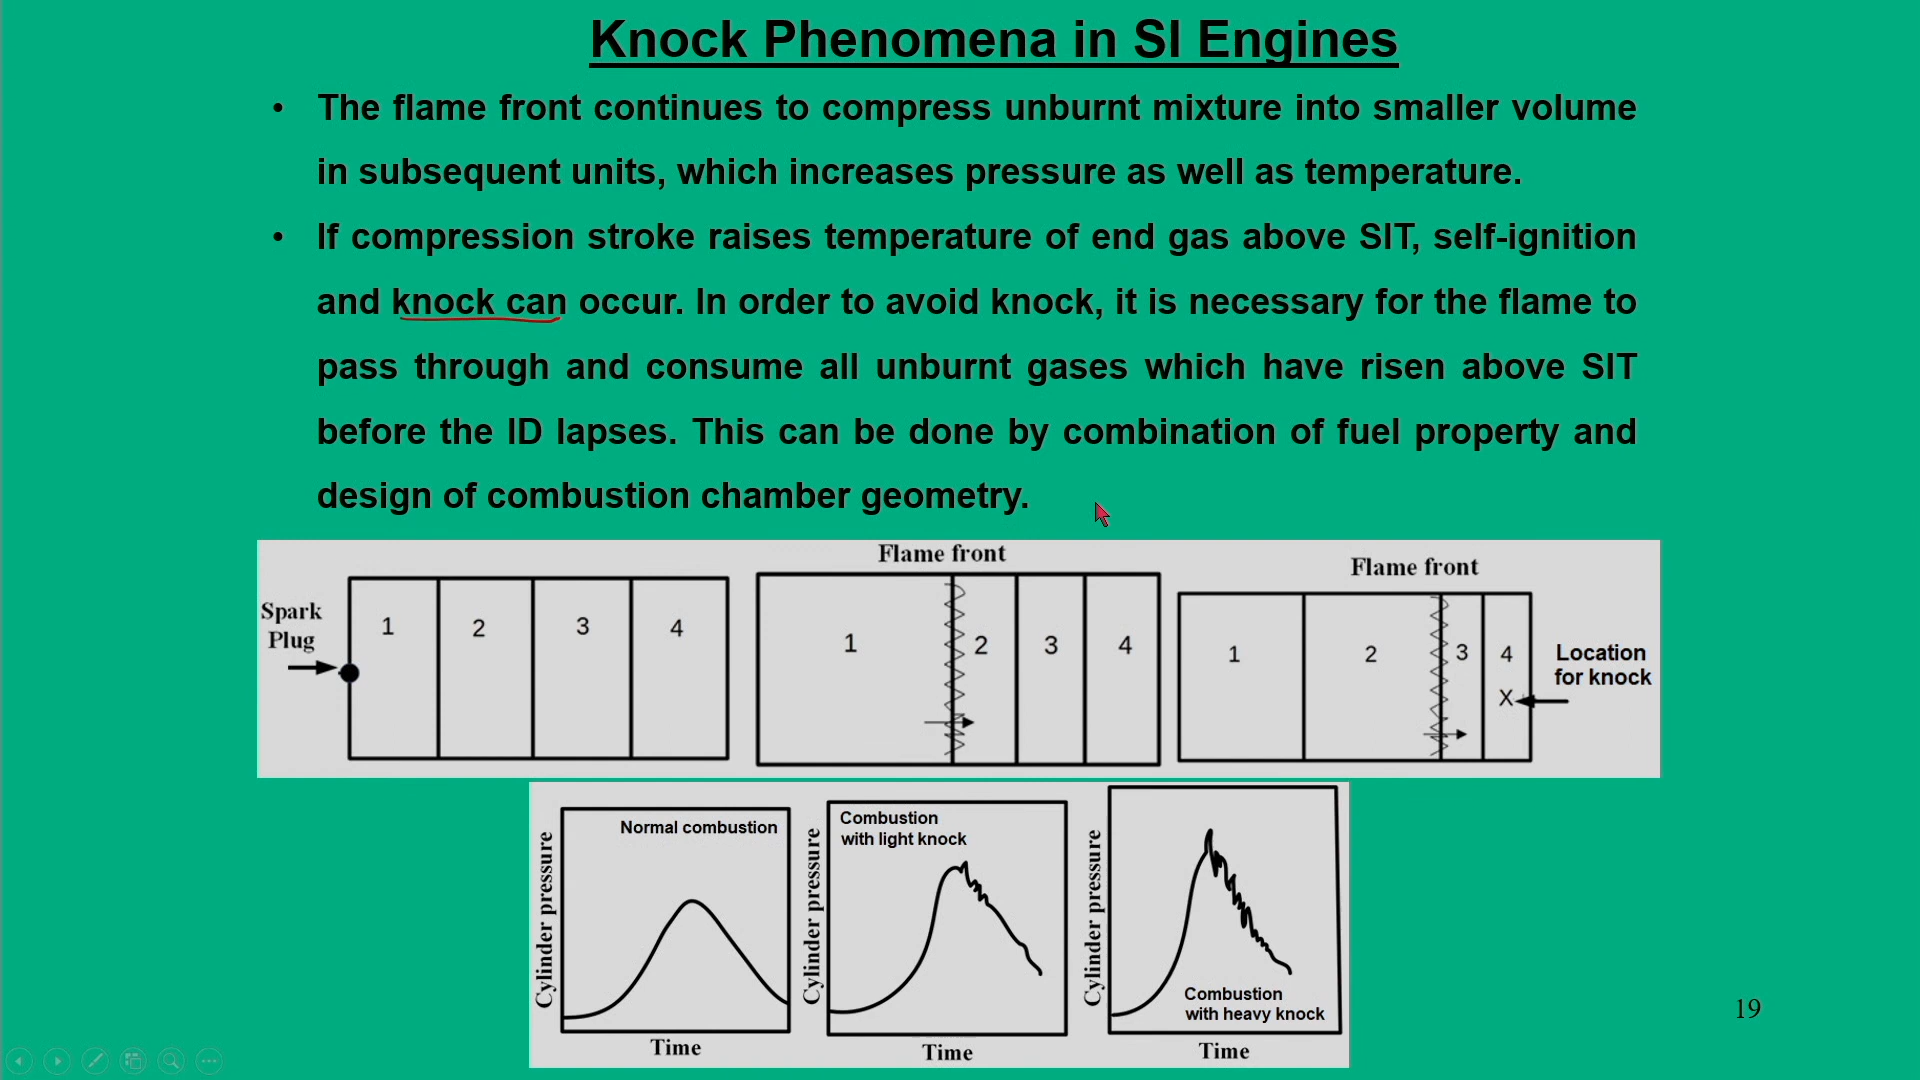 Knock Phenomena in SI Engines
• The flame front continues to compress unburnt mixture into smaller volume
in subsequent units, which increases pressure as well as temperature.
• If compression stroke raises temperature of end gas above SIT, self-ignition
and knock can occur. In order to avoid knock, it is necessary for the flame to
pass through and consume all unburnt gases which have risen above SIT
before the ID lapses. This can be done by combination of fuel property and
design of combustion chamber geometry.
Spark
Plug
1 2 3 4
Flame front
1 2 3 4
Flame front
1 2 3 4
X
Location
for knock
Cylinder pressure
Normal combustion
Time
Cylinder pressure
Combustion
with light knock
Time
Cylinder pressure
Combustion
with heavy knock
Time
19